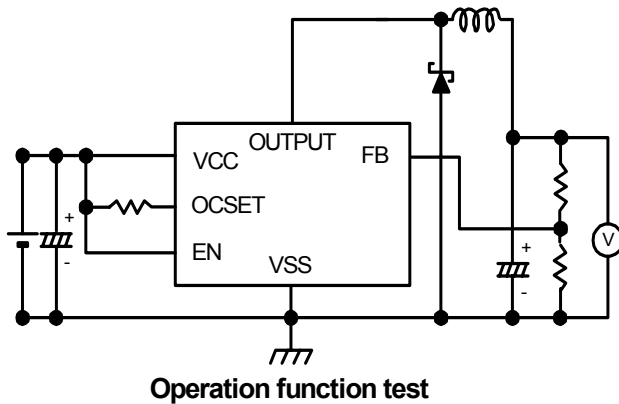 OUTPUT
VCC
FB
OCSET
EN
VSS
+
-
+
-
V
Operation function test